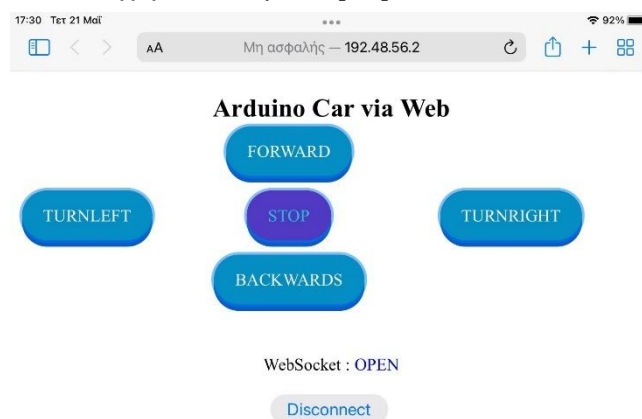 17:30 Τετ 21 Μαΐ
92%
AA Μη ασφαλής — 192.48.56.2
Arduino Car via Web
FORWARD
TURNLEFT STOP TURNRIGHT
BACKWARDS
WebSocket : OPEN
Disconnect